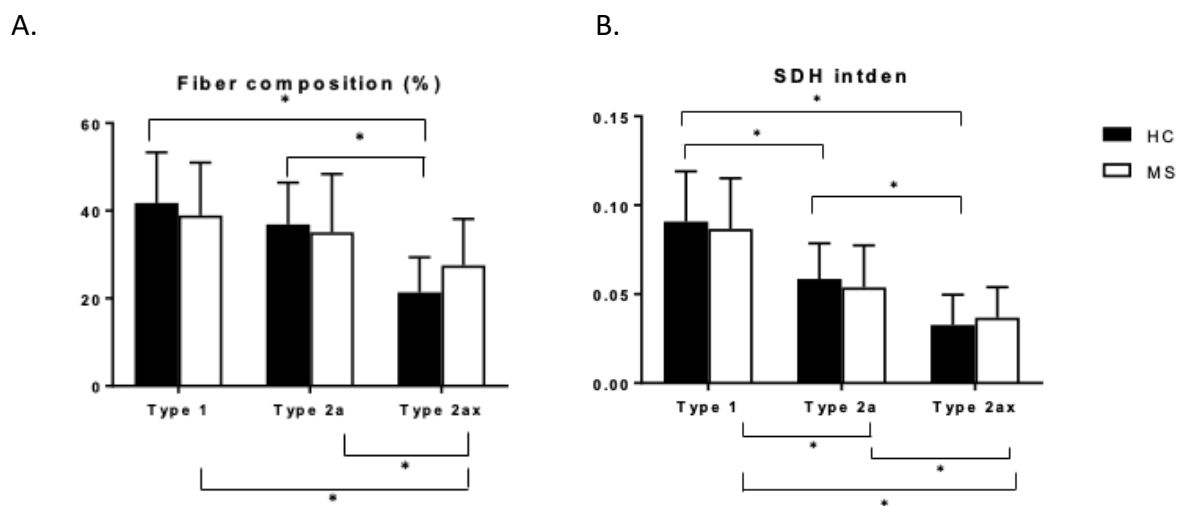 A.
Fiber composition (%)
*
*
60
40
20
0
Type 1 Type 2a Type 2ax
*
*
B.
SDH intden
*
*
*
0.15
0.10
0.05
0.00
Type 1 Type 2a Type 2ax
*
*
*
HC
MS